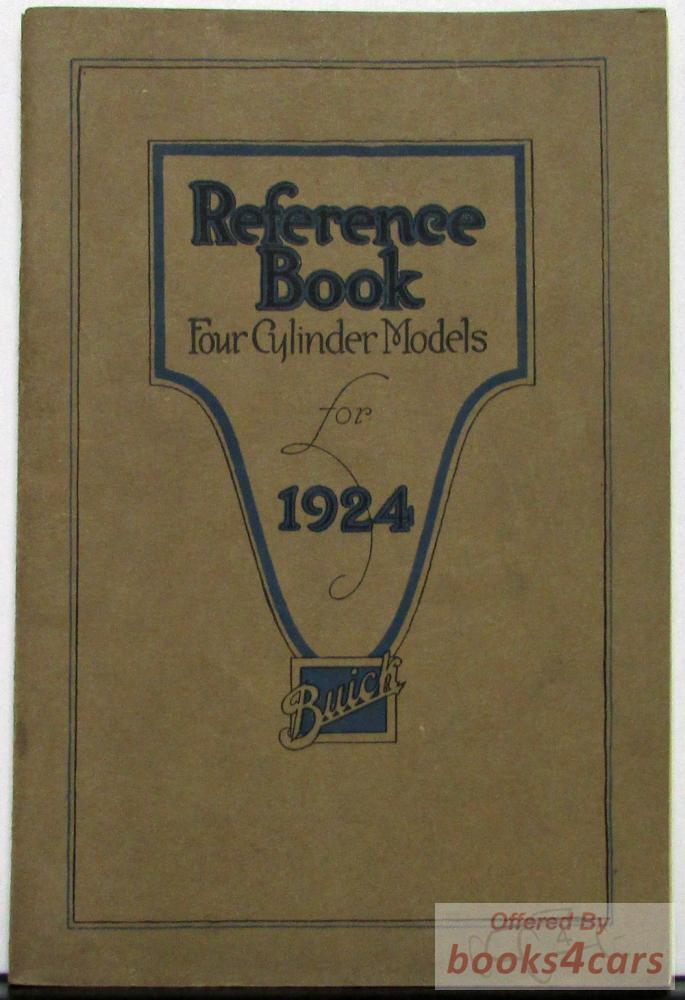 Reference
Book
Four Cylinder Models
for
1924
Buick
Offered By
books4cars